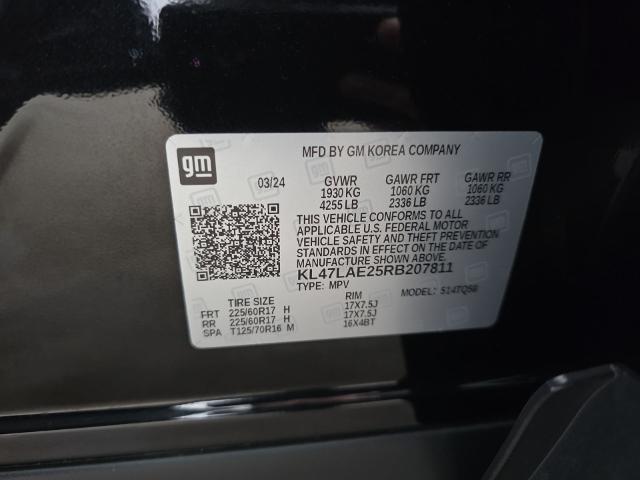 gm
MFD BY GM KOREA COMPANY
03/24 GVWR GAWR FRT GAWR RR
1930 KG 1060 KG 1060 KG
4255 LB 2336 LB 2336 LB
THIS VEHICLE CONFORMS TO ALL
APPLICABLE U.S. FEDERAL MOTOR
VEHICLE SAFETY AND THEFT PREVENTION
STANDARDS IN EFFECT ON THE DATE OF
MANUFACTURE SHOWN ABOVE.
KL47LAE25RB207811
TYPE: MPV MODEL: 514TQ58
TIRE SIZE RIM
FRT 225/60R17 H 17X7.5J
RR 225/60R17 H 17X7.5J
SPA T125/70R16 M 16X4BT